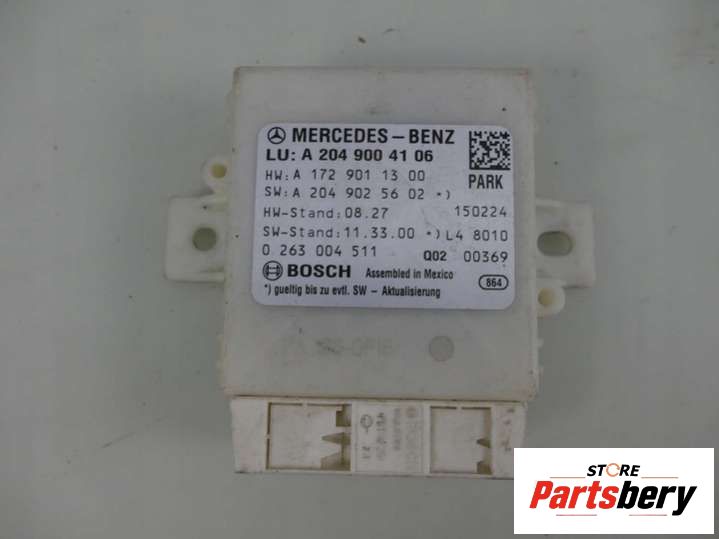 MERCEDES-BENZ
LU: A 204 900 41 06
HW: A 172 901 13 00 PARK
SW: A 204 902 56 02 *)
HW-Stand: 08.27 150224
SW-Stand: 11.33.00 *) L4 8010
0 263 004 511 Q02 00369
BOSCH Assembled in Mexico
*) gueltig bis zu evtl. SW - Aktualisierung 864
STORE
Partsbery